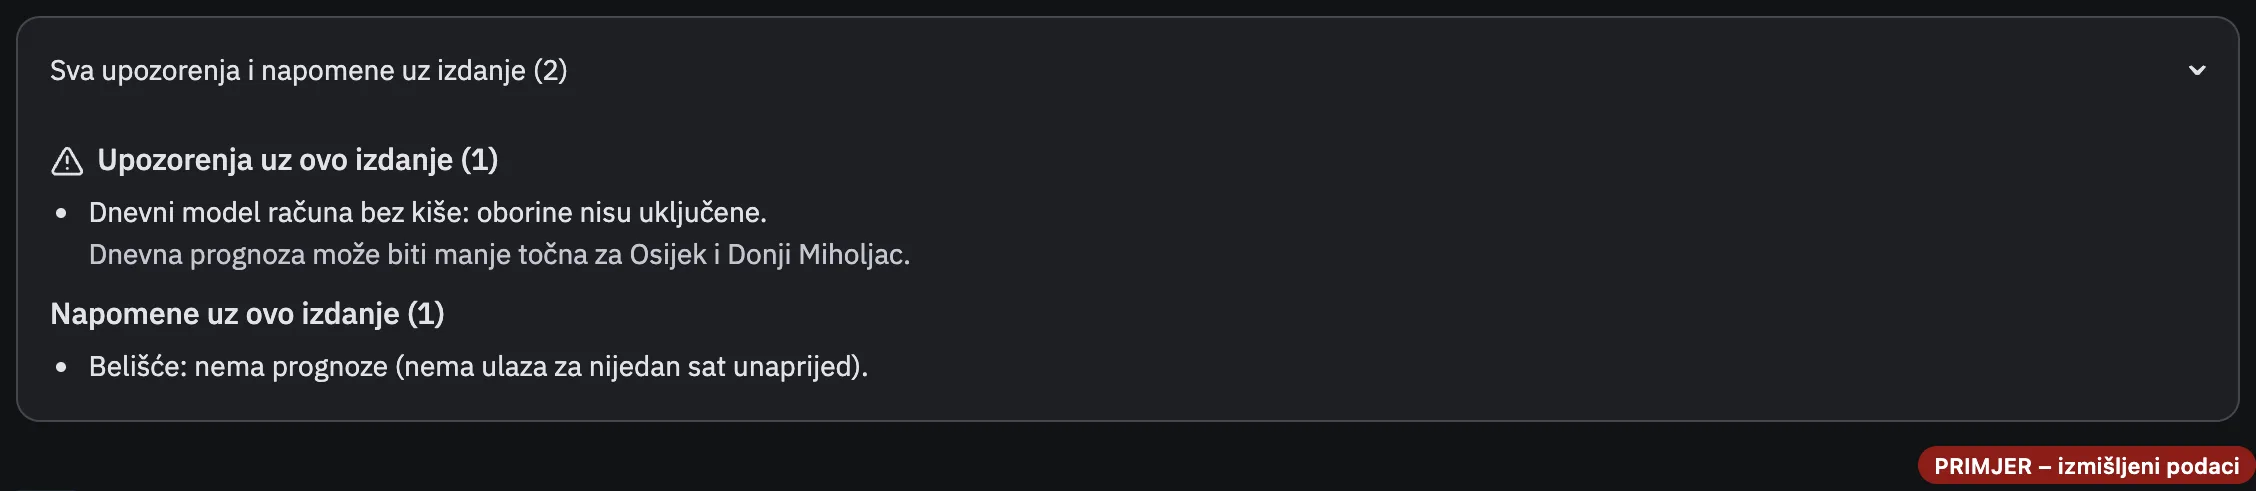 Sva upozorenja i napomene uz izdanje (2)
Upozorenja uz ovo izdanje (1)
• Dnevni model računa bez kiše: oborine nisu uključene.
Dnevna prognoza može biti manje točna za Osijek i Donji Miholjac.
Napomene uz ovo izdanje (1)
• Belišće: nema prognoze (nema ulaza za nijedan sat unaprijed).
PRIMJER – izmišljeni podaci